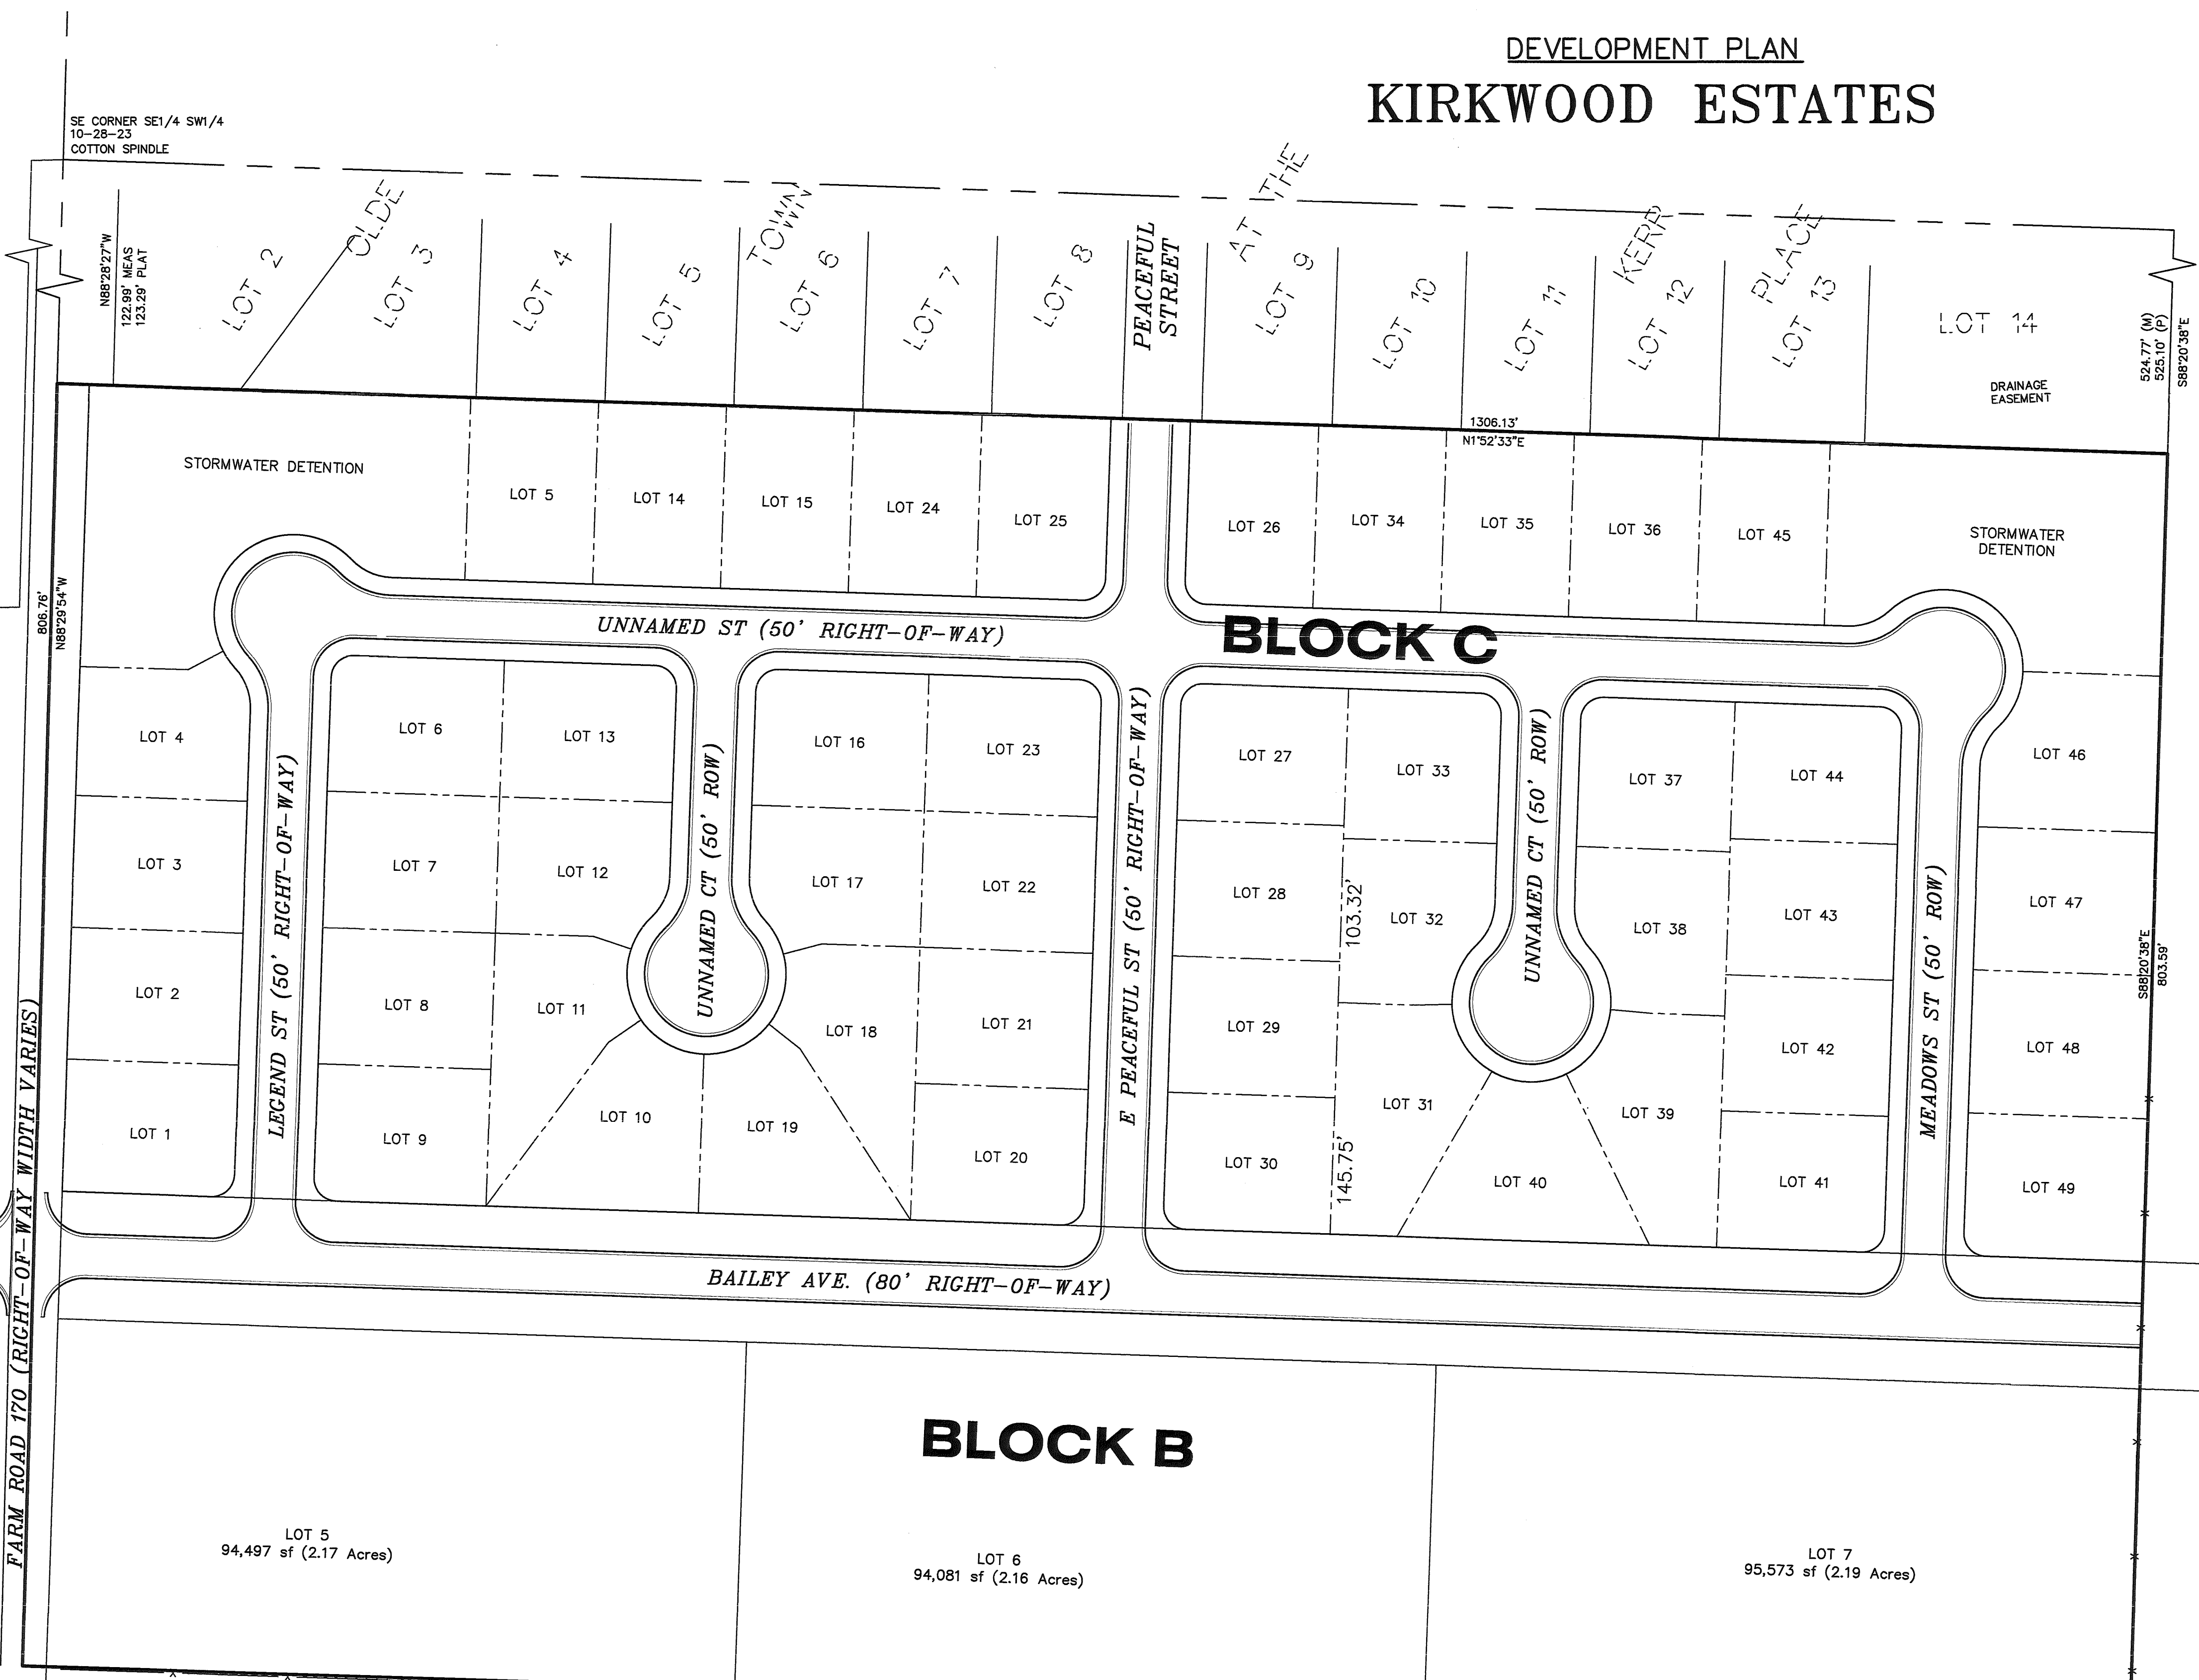 DEVELOPMENT PLAN
KIRKWOOD ESTATES
SE CORNER SE1/4 SW1/4
10-28-23
COTTON SPINDLE
N88°28'27"W
122.99' MEAS
123.29' PLAT
OLDE TOWN AT THE KERR PLACE
LOT 2
LOT 3
LOT 4
LOT 5
LOT 6
LOT 7
LOT 8
PEACEFUL
STREET
LOT 9
LOT 10
LOT 11
LOT 12
LOT 13
LOT 14
DRAINAGE
EASEMENT
524.77' (M)
525.10' (P)
S88°20'38"E
1306.13'
N1°52'33"E
STORMWATER DETENTION
LOT 5
LOT 14
LOT 15
LOT 24
LOT 25
LOT 26
LOT 34
LOT 35
LOT 36
LOT 45
STORMWATER
DETENTION
806.76'
N88°29'54"W
UNNAMED ST (50' RIGHT-OF-WAY)
BLOCK C
LOT 4
LOT 6
LOT 13
LOT 16
LOT 23
LOT 27
LOT 33
LOT 37
LOT 44
LOT 46
LOT 3
LOT 7
LOT 12
LOT 17
LOT 22
LOT 28
103.32'
LOT 32
LOT 38
LOT 43
LOT 47
LEGEND ST (50' RIGHT-OF-WAY)
UNNAMED CT (50' ROW)
E PEACEFUL ST (50' RIGHT-OF-WAY)
UNNAMED CT (50' ROW)
MEADOWS ST (50' ROW)
S88°20'38"E
803.59'
LOT 2
LOT 8
LOT 11
LOT 18
LOT 21
LOT 29
LOT 31
LOT 39
LOT 42
LOT 48
LOT 1
LOT 9
LOT 10
LOT 19
LOT 20
LOT 30
145.75'
LOT 40
LOT 41
LOT 49
FARM ROAD 170 (RIGHT-OF-WAY WIDTH VARIES)
BAILEY AVE. (80' RIGHT-OF-WAY)
BLOCK B
LOT 5
94,497 sf (2.17 Acres)
LOT 6
94,081 sf (2.16 Acres)
LOT 7
95,573 sf (2.19 Acres)